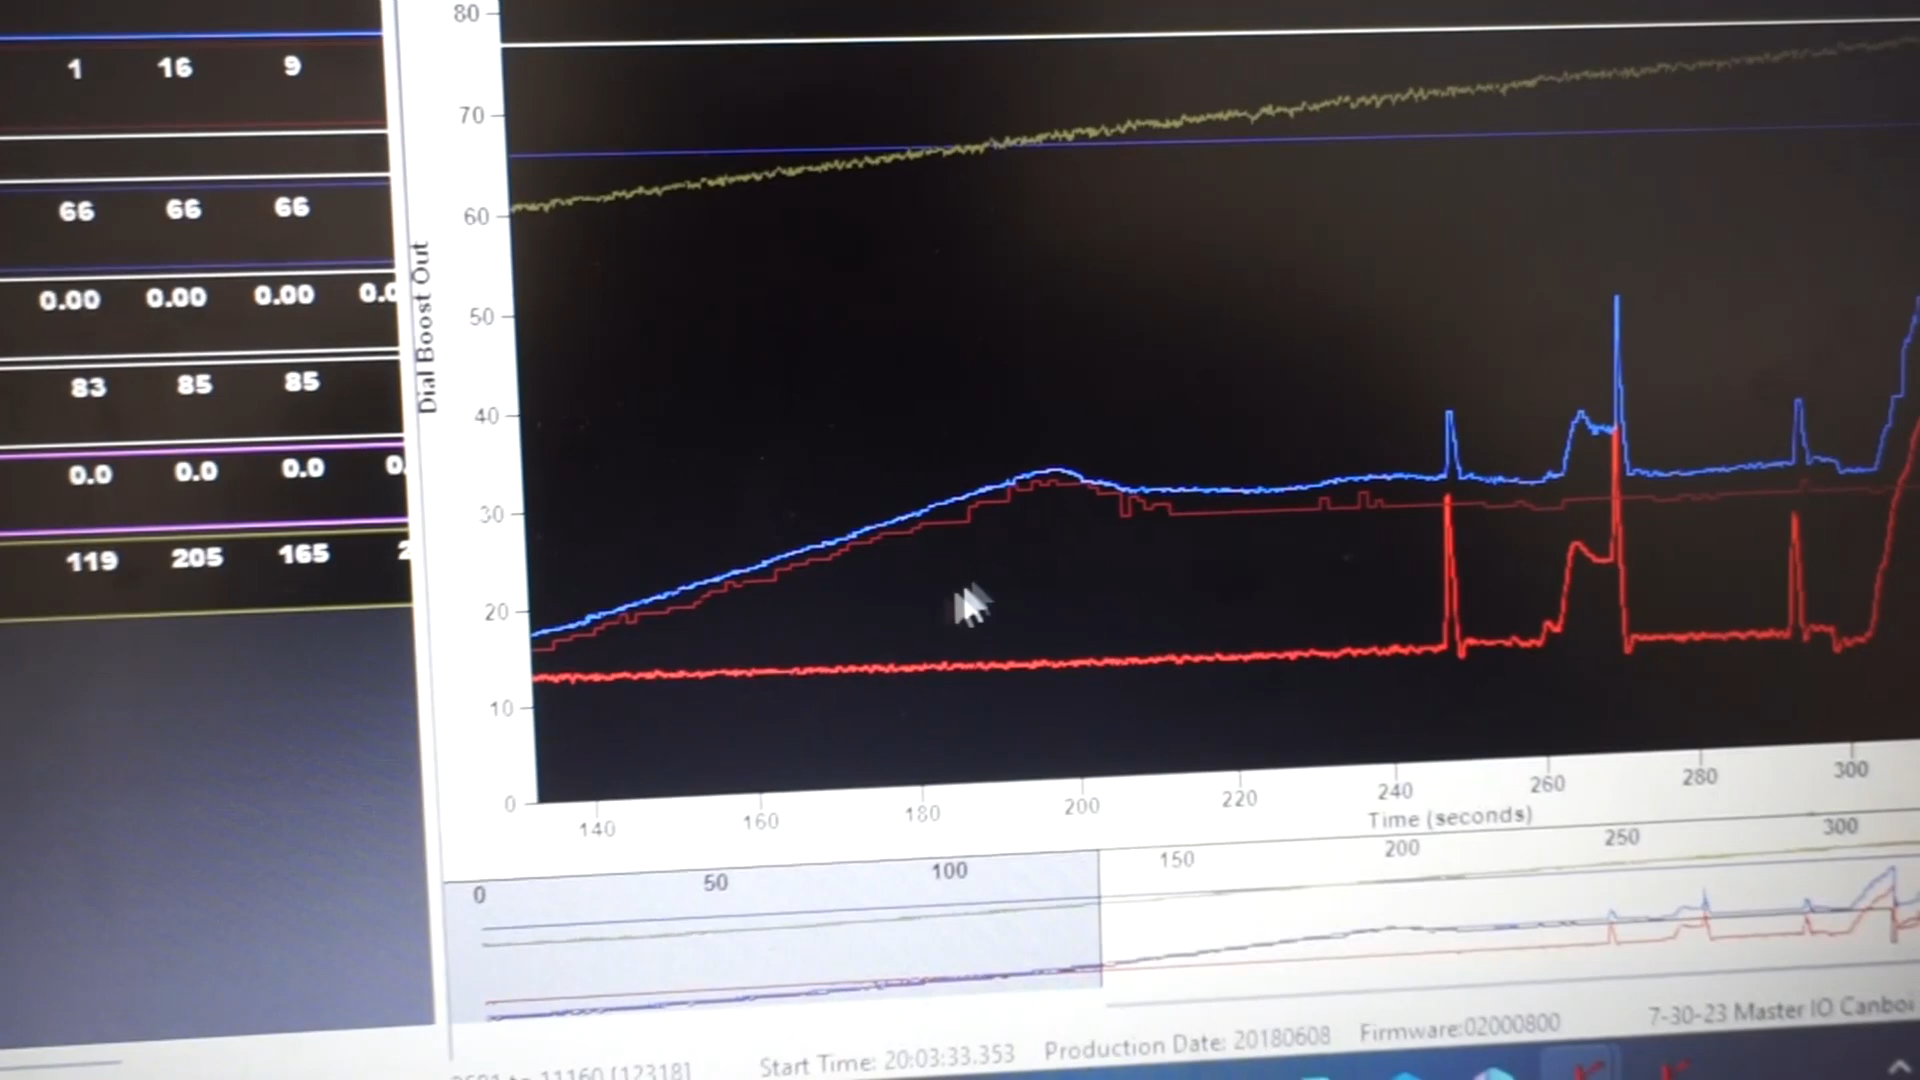 1 16 9
66 66 66
0.00 0.00 0.00
83 85 85
0.0 0.0 0.0
119 205 165
Dial Boost Out
80
70
60
50
40
30
20
10
0
140 160 180 200 220 240 260 280 300
Time (seconds)
0 50 100 150 200 250 300
to 11160 [12318]
Start Time: 20:03:33.353 Production Date: 20180608 Firmware:02000800 7-30-23 Master IO